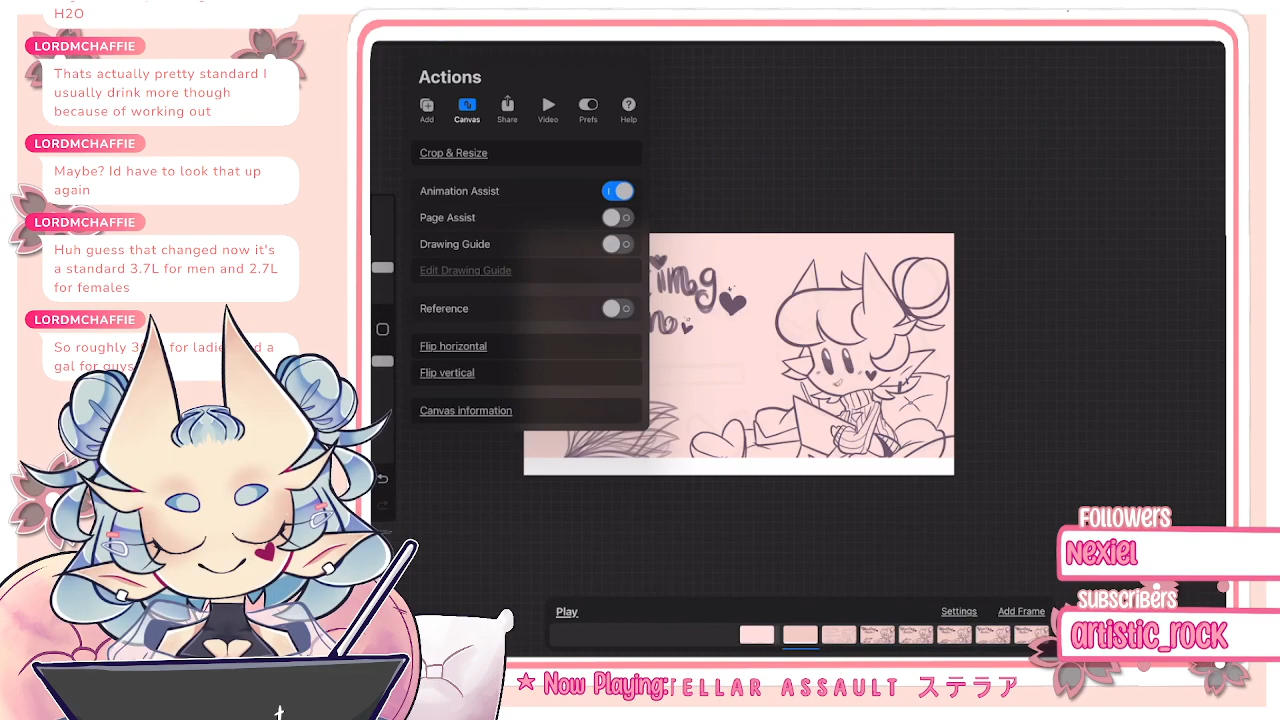 H2O
LORDMCHAFFIE
Thats actually pretty standard I
usually drink more though
because of working out
LORDMCHAFFIE
Maybe? Id have to look that up
again
LORDMCHAFFIE
Huh guess that changed now it's
a standard 3.7L for men and 2.7L
for females
LORDMCHAFFIE
So roughly for ladie d a
gal for guys
Actions
Add
Canvas
Share
Video
Prefs
Help
Crop & Resize
Animation Assist
Page Assist
Drawing Guide
Edit Drawing Guide
Reference
Flip horizontal
Flip vertical
Canvas information
Play
Settings
Add Frame
Followers
Nexiel
Subscribers
artistic_rock
Now Playing:
TELLAR ASSAULT ステラア